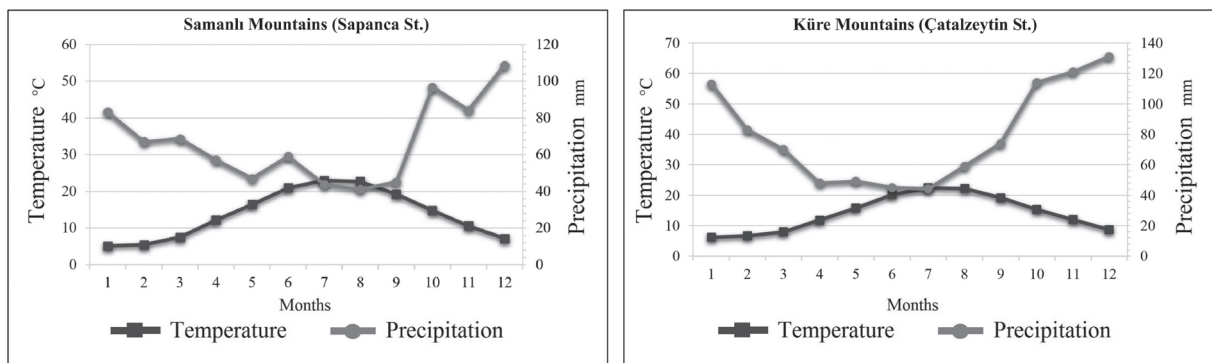 Samanlı Mountains (Sapanca St.)
60
50
40
30
20
10
0
Temperature °C
120
100
80
60
40
20
0
Precipitation mm
1 2 3 4 5 6 7 8 9 10 11 12
Months
Temperature Precipitation
Küre Mountains (Çatalzeytin St.)
70
60
50
40
30
20
10
0
Temperature °C
140
120
100
80
60
40
20
0
Precipitation mm
1 2 3 4 5 6 7 8 9 10 11 12
Months
Temperature Precipitation